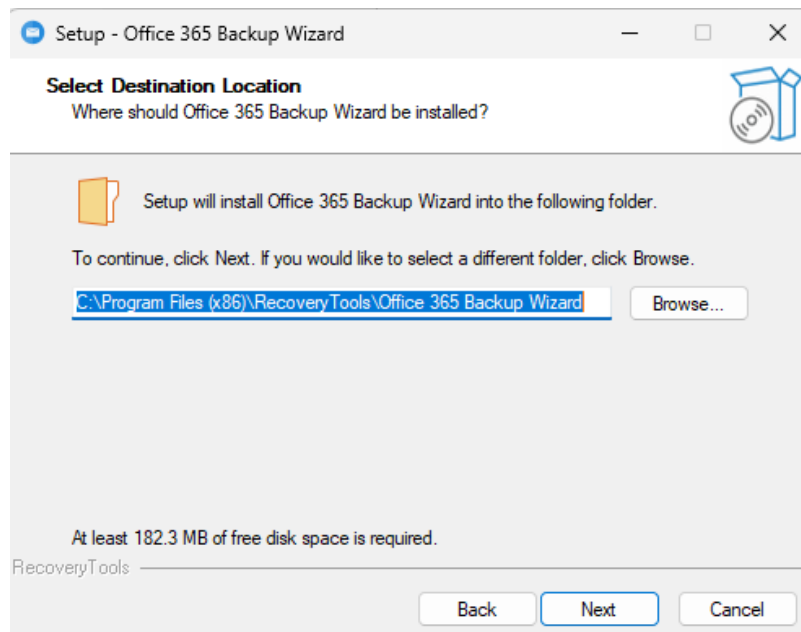 Setup - Office 365 Backup Wizard
Select Destination Location
Where should Office 365 Backup Wizard be installed?
Setup will install Office 365 Backup Wizard into the following folder.
To continue, click Next. If you would like to select a different folder, click Browse.
C:\Program Files (x86)\RecoveryTools\Office 365 Backup Wizard
Browse...
At least 182.3 MB of free disk space is required.
RecoveryTools
Back
Next
Cancel